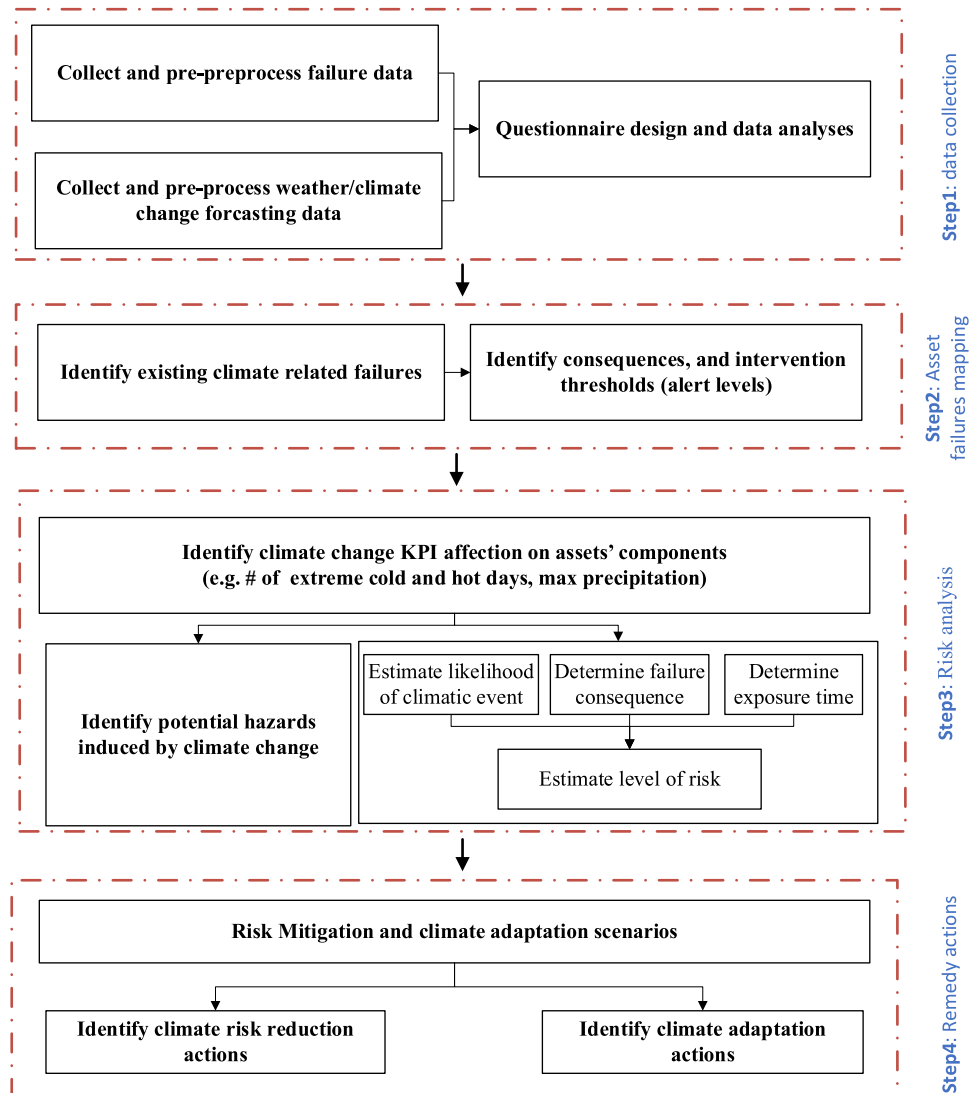 Collect and pre-preprocess failure data
Questionnaire design and data analyses
Collect and pre-process weather/climate
change forcasting data
Step1: data collection
Identify existing climate related failures
Identify consequences, and intervention
thresholds (alert levels)
Step2: Asset
failures mapping
Identify climate change KPI affection on assets’ components
(e.g. # of extreme cold and hot days, max precipitation)
Identify potential hazards
induced by climate change
Estimate likelihood
of climatic event
Determine failure
consequence
Determine
exposure time
Estimate level of risk
Step3: Risk analysis
Risk Mitigation and climate adaptation scenarios
Identify climate risk reduction
actions
Identify climate adaptation
actions
Step4: Remedy actions